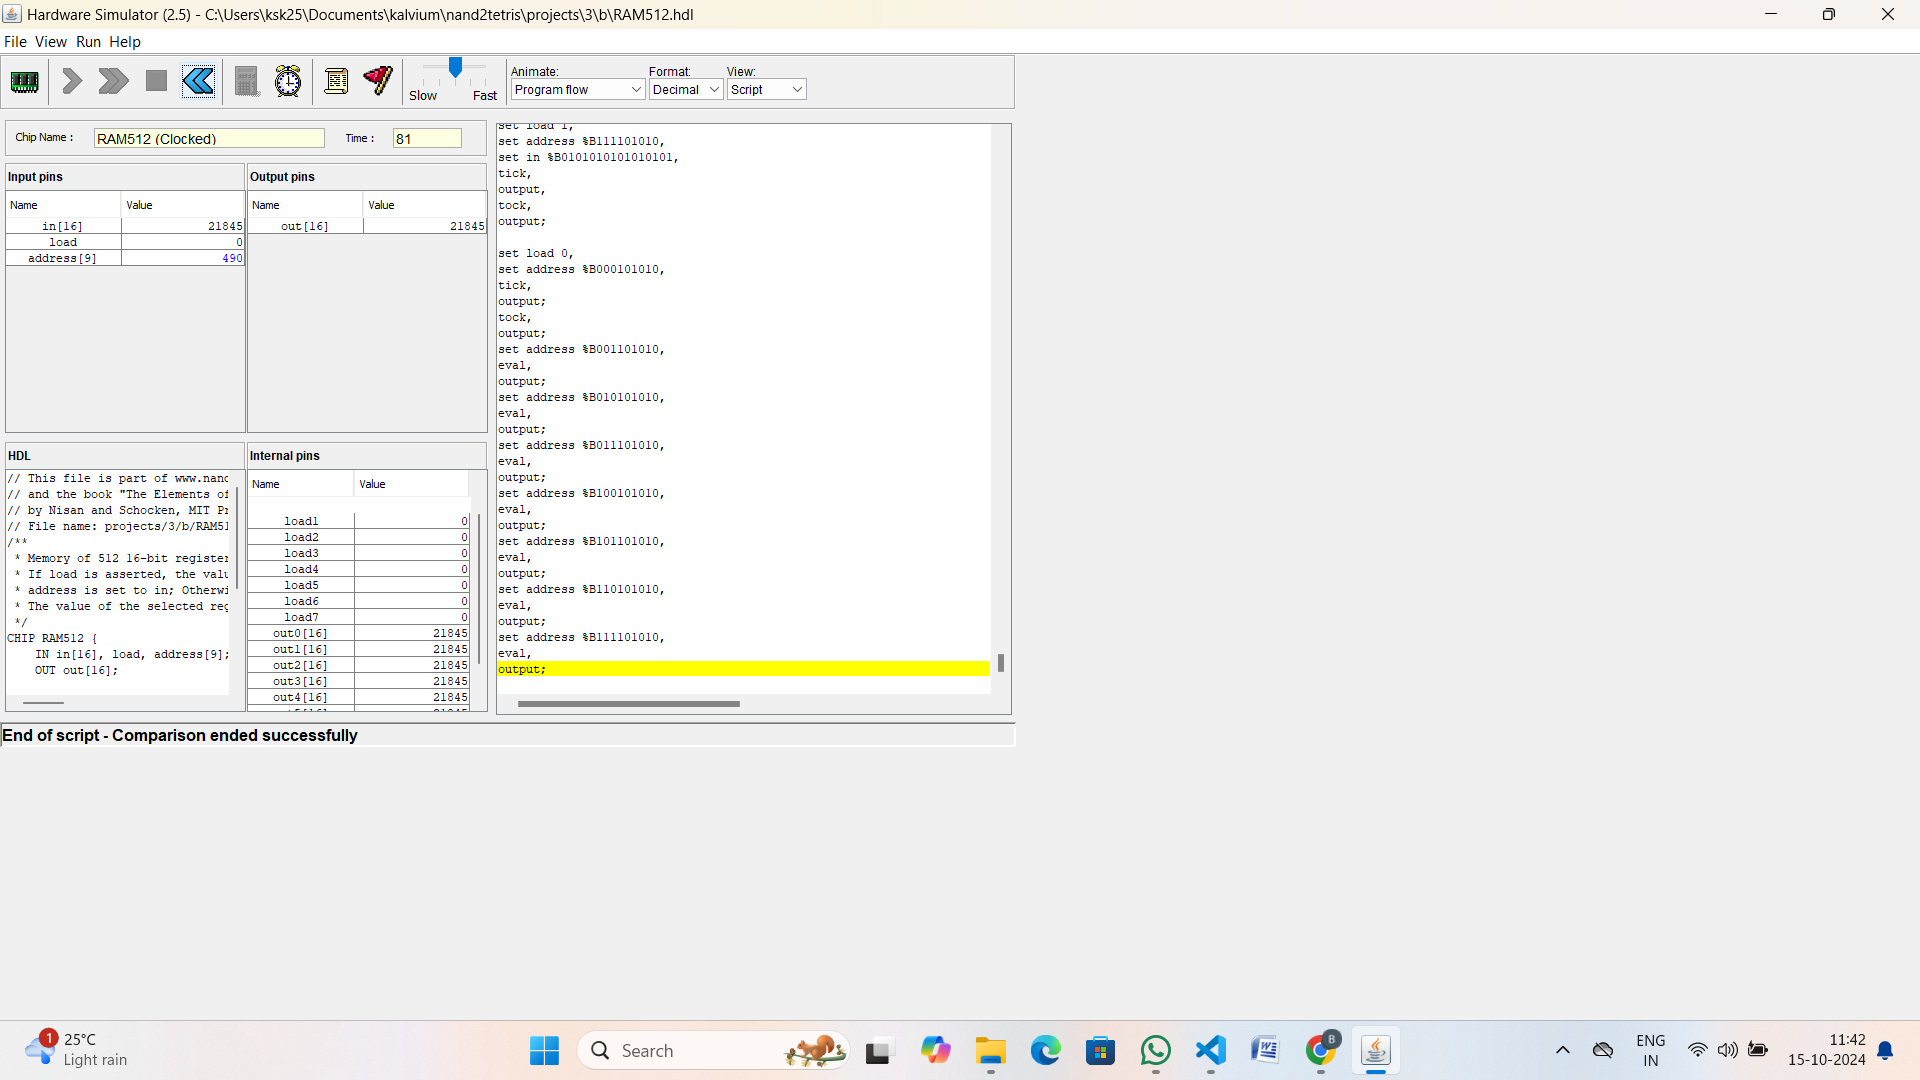 Hardware Simulator (2.5) - C:\Users\ksk25\Documents\kalvium\nand2tetris\projects\3\b\RAM512.hdl
File View Run Help
Slow Fast
Animate: Format: View:
Program flow Decimal Script
Chip Name : RAM512 (Clocked) Time : 81
Input pins
Name Value
in[16] 21845
load 0
address[9] 490
Output pins
Name Value
out[16] 21845
HDL
// This file is part of www.nand
// and the book "The Elements of
// by Nisan and Schocken, MIT Pr
// File name: projects/3/b/RAM51
/**
* Memory of 512 16-bit register
* If load is asserted, the valu
* address is set to in; Otherwi
* The value of the selected reg
*/
CHIP RAM512 {
IN in[16], load, address[9];
OUT out[16];
Internal pins
Name Value
load1 0
load2 0
load3 0
load4 0
load5 0
load6 0
load7 0
out0[16] 21845
out1[16] 21845
out2[16] 21845
out3[16] 21845
out4[16] 21845
set load 1,
set address %B111101010,
set in %B0101010101010101,
tick,
output,
tock,
output;
set load 0,
set address %B000101010,
tick,
output;
tock,
output;
set address %B001101010,
eval,
output;
set address %B010101010,
eval,
output;
set address %B011101010,
eval,
output;
set address %B100101010,
eval,
output;
set address %B101101010,
eval,
output;
set address %B110101010,
eval,
output;
set address %B111101010,
eval,
output;
End of script - Comparison ended successfully
1
25°C
Light rain
Search
B
ENG
IN
11:42
15-10-2024